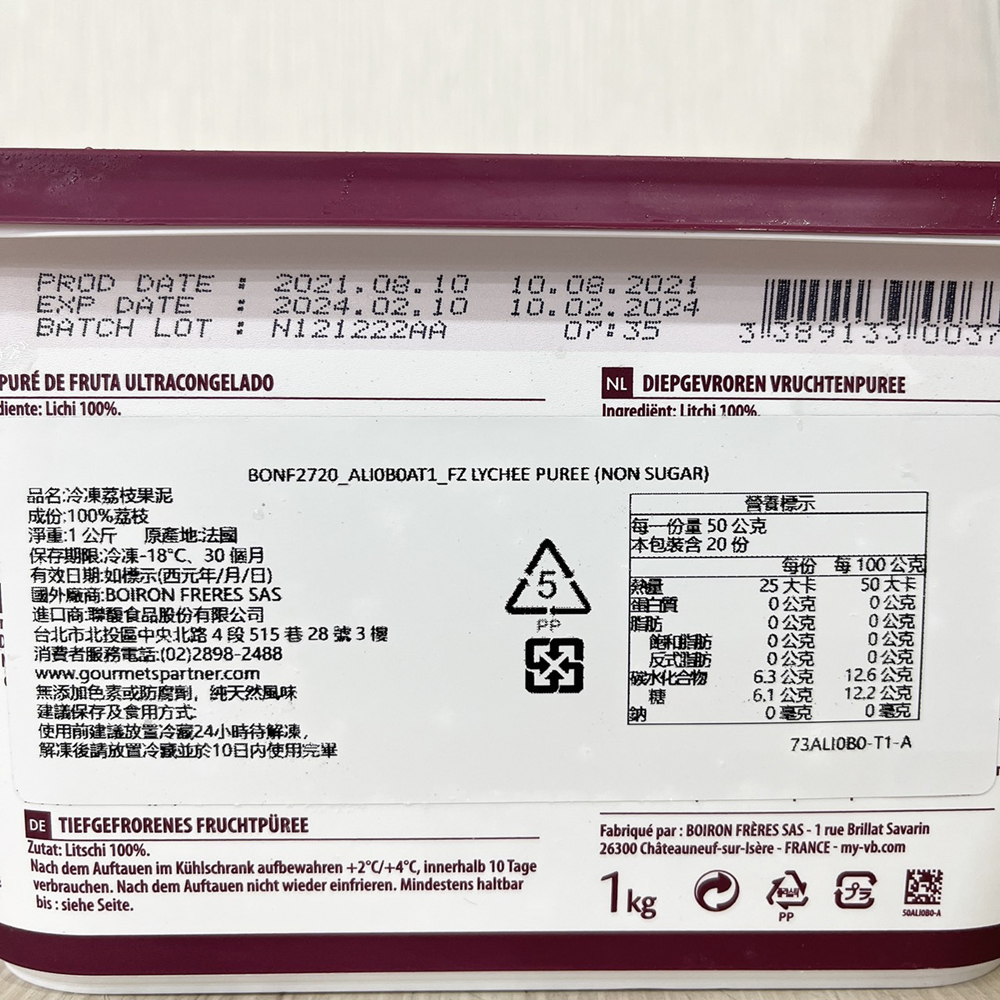 PROD DATE : 2021.08.10 10.08.2021
EXP DATE : 2024.02.10 10.02.2024
BATCH LOT : N121222AA 07:35
3 389133 0037
PURÉ DE FRUTA ULTRACONGELADO
diente: Lichi 100%.
NL DIEPGEVROREN VRUCHTENPUREE
Ingrediënt: Litchi 100%.
BONF2720_ALI0B0AT1_FZ LYCHEE PUREE (NON SUGAR)
品名:冷凍荔枝果泥
成份:100%荔枝
淨重:1 公斤 原產地:法國
保存期限:冷凍-18°C、30 個月
有效日期:如標示(西元年/月/日)
國外廠商:BOIRON FRERES SAS
進口商:聯馥食品股份有限公司
台北市北投區中央北路 4 段 515 巷 28 號 3 樓
消費者服務電話:(02)2898-2488
www.gourmetspartner.com
無添加色素或防腐劑，純天然風味
建議保存及食用方式:
使用前建議放置冷藏24小時待解凍，
解凍後請放置冷藏並於10日內使用完畢
5
PP
營養標示
每一份量 50 公克
本包裝含 20 份
每份 每 100 公克
熱量 25 大卡 50 大卡
蛋白質 0 公克 0 公克
脂肪 0 公克 0 公克
飽和脂肪 0 公克 0 公克
反式脂肪 0 公克 0 公克
碳水化合物 6.3 公克 12.6 公克
糖 6.1 公克 12.2 公克
鈉 0 毫克 0 毫克
73ALI0B0-T1-A
DE TIEFGEFRORENES FRUCHTPÜREE
Zutat: Litschi 100%.
Nach dem Auftauen im Kühlschrank aufbewahren +2°C/+4°C, innerhalb 10 Tage
verbrauchen. Nach dem Auftauen nicht wieder einfrieren. Mindestens haltbar
bis : siehe Seite.
Fabriqué par : BOIRON FRÈRES SAS - 1 rue Brillat Savarin
26300 Châteauneuf-sur-Isère - FRANCE - my-vb.com
1kg
PP
プラ
50ALI0B0-A